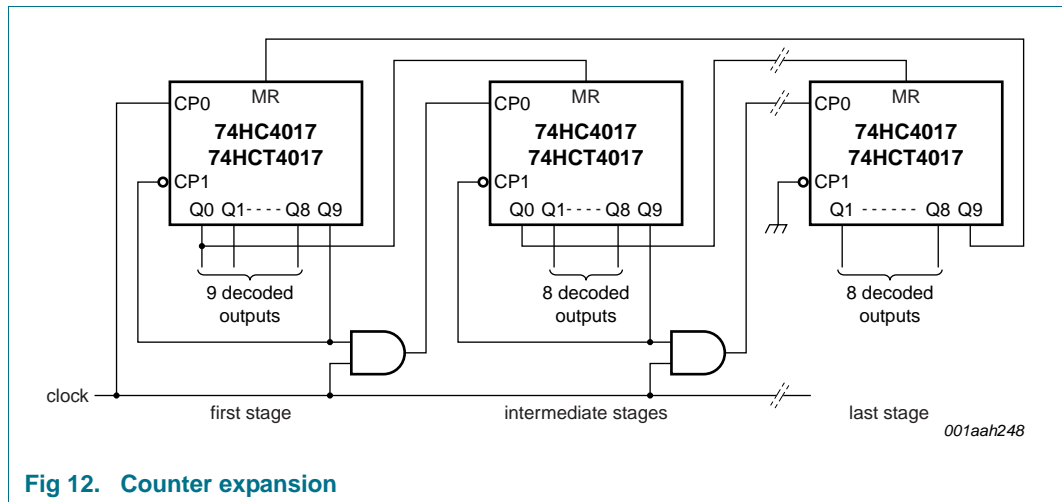 MR
MR
MR
CP0
CP0
CP0
74HC4017
74HCT4017
74HC4017
74HCT4017
74HC4017
74HCT4017
CP1
CP1
CP1
Q0 Q1 - - - - Q8 Q9
Q0 Q1 - - - - Q8 Q9
Q1 - - - - - - Q8 Q9
9 decoded
outputs
8 decoded
outputs
8 decoded
outputs
clock
first stage
intermediate stages
last stage
001aah248
Fig 12. Counter expansion